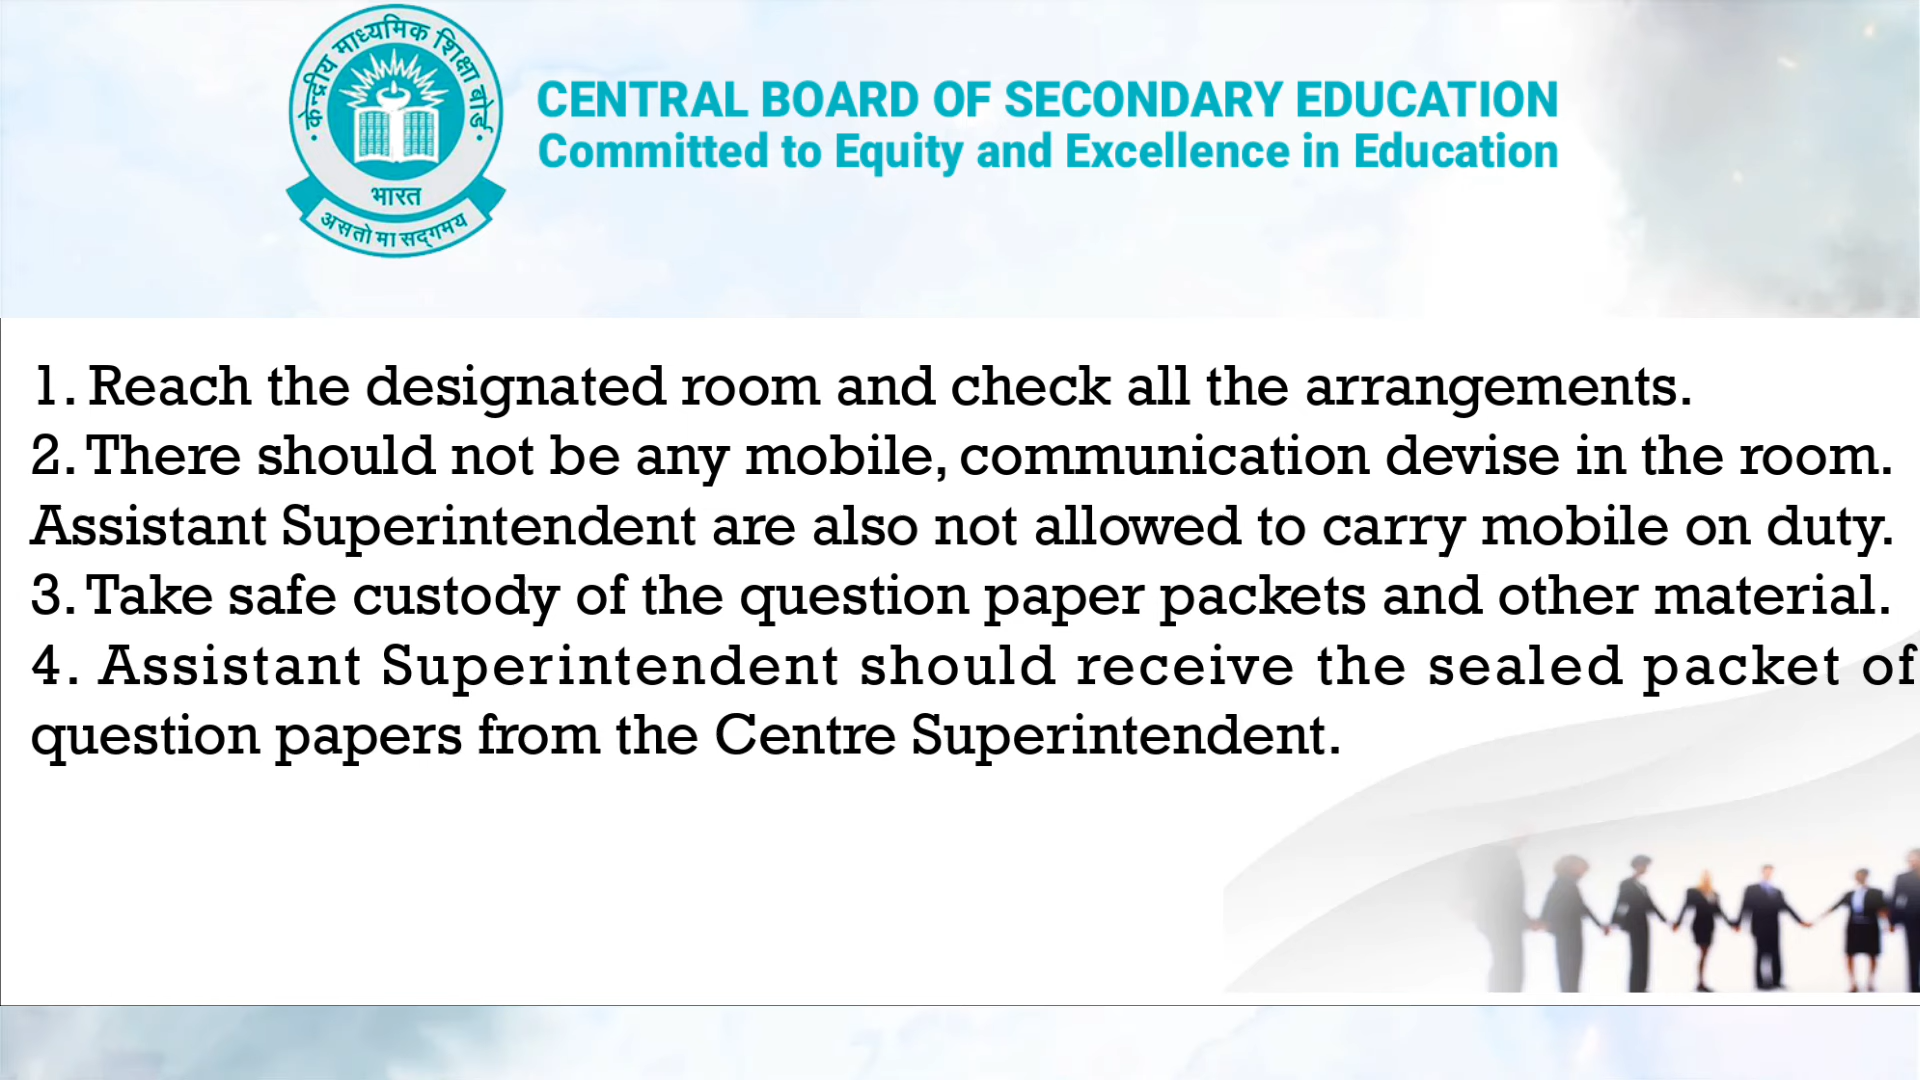 केन्द्रीय माध्यमिक शिक्षा बोर्ड
भारत
असतो मा सद्गमय
CENTRAL BOARD OF SECONDARY EDUCATION
Committed to Equity and Excellence in Education
1. Reach the designated room and check all the arrangements.
2. There should not be any mobile, communication devise in the room.
Assistant Superintendent are also not allowed to carry mobile on duty.
3. Take safe custody of the question paper packets and other material.
4. Assistant Superintendent should receive the sealed packet of
question papers from the Centre Superintendent.